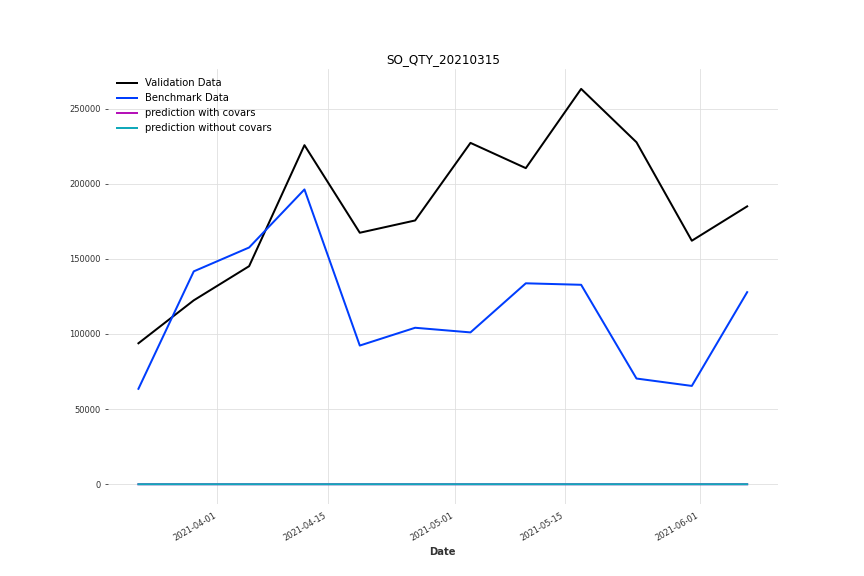 SO_QTY_20210315
Validation Data
Benchmark Data
prediction with covars
prediction without covars
250000
200000
150000
100000
50000
0
2021-04-01
2021-04-15
2021-05-01
2021-05-15
2021-06-01
Date